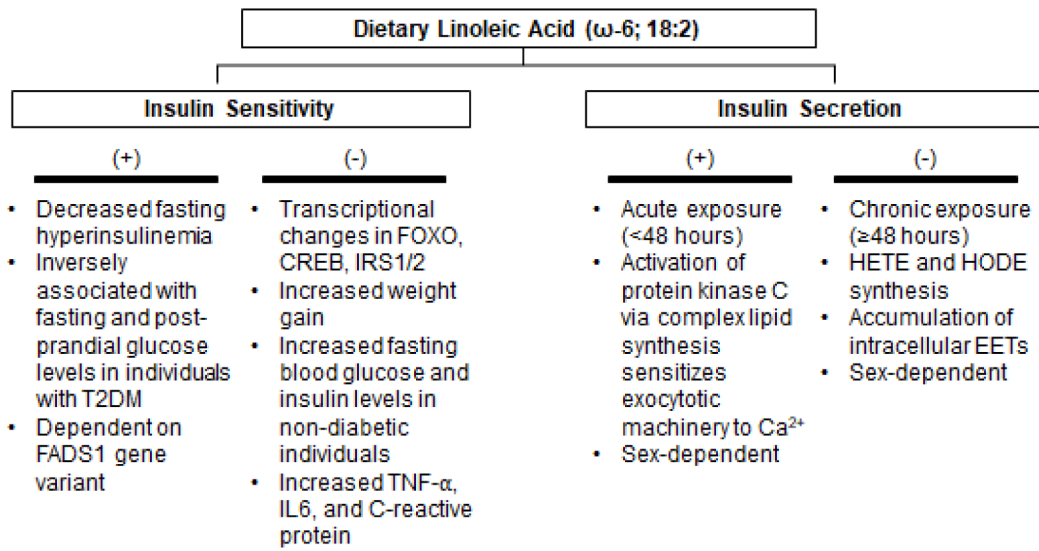 Dietary Linoleic Acid (ω-6; 18:2)
Insulin Sensitivity
(+)
• Decreased fasting
hyperinsulinemia
• Inversely
associated with
fasting and post-
prandial glucose
levels in individuals
with T2DM
• Dependent on
FADS1 gene
variant
(-)
• Transcriptional
changes in FOXO,
CREB, IRS1/2
• Increased weight
gain
• Increased fasting
blood glucose and
insulin levels in
non-diabetic
individuals
• Increased TNF-α,
IL6, and C-reactive
protein
Insulin Secretion
(+)
• Acute exposure
(<48 hours)
• Activation of
protein kinase C
via complex lipid
synthesis
sensitizes
exocytotic
machinery to Ca²⁺
• Sex-dependent
(-)
• Chronic exposure
(≥48 hours)
• HETE and HODE
synthesis
• Accumulation of
intracellular EETs
• Sex-dependent